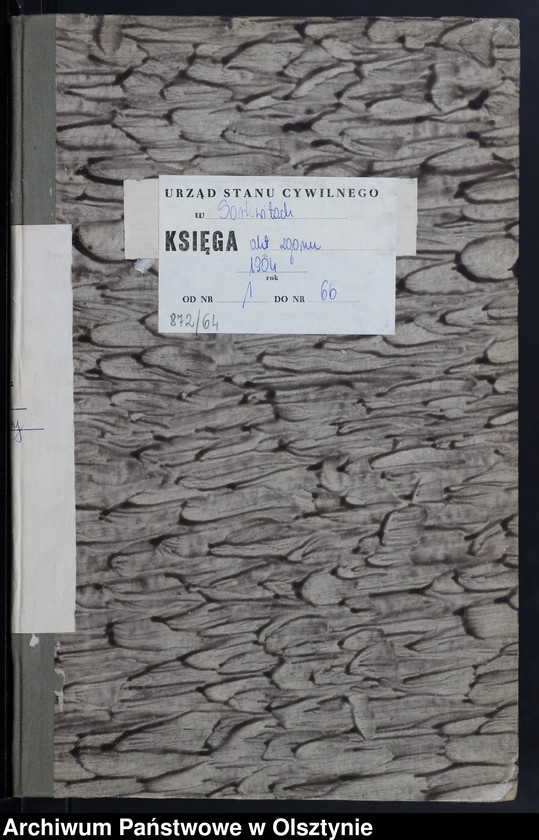 URZĄD STANU CYWILNEGO
w Sorkwitach
KSIĘGA akt zgonu
1904
rok
OD NR 1 DO NR 66
872/64
y
Archiwum Państwowe w Olsztynie